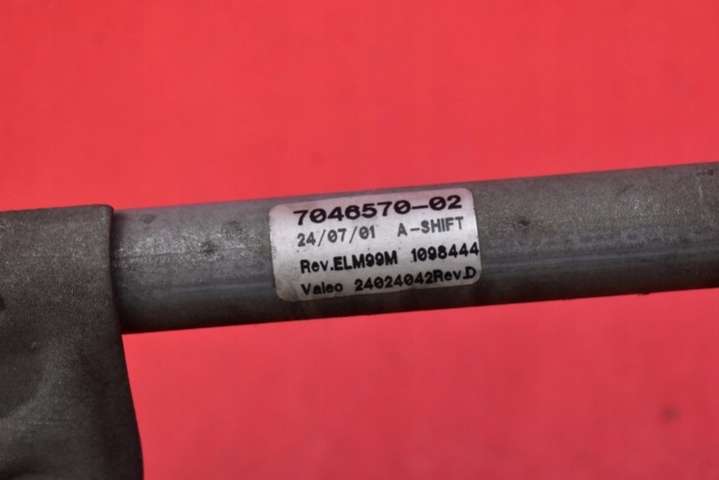 7046570-02
24/07/01 A-SHIFT
Rev.ELM99M 1098444
Valeo 24024042Rev.D